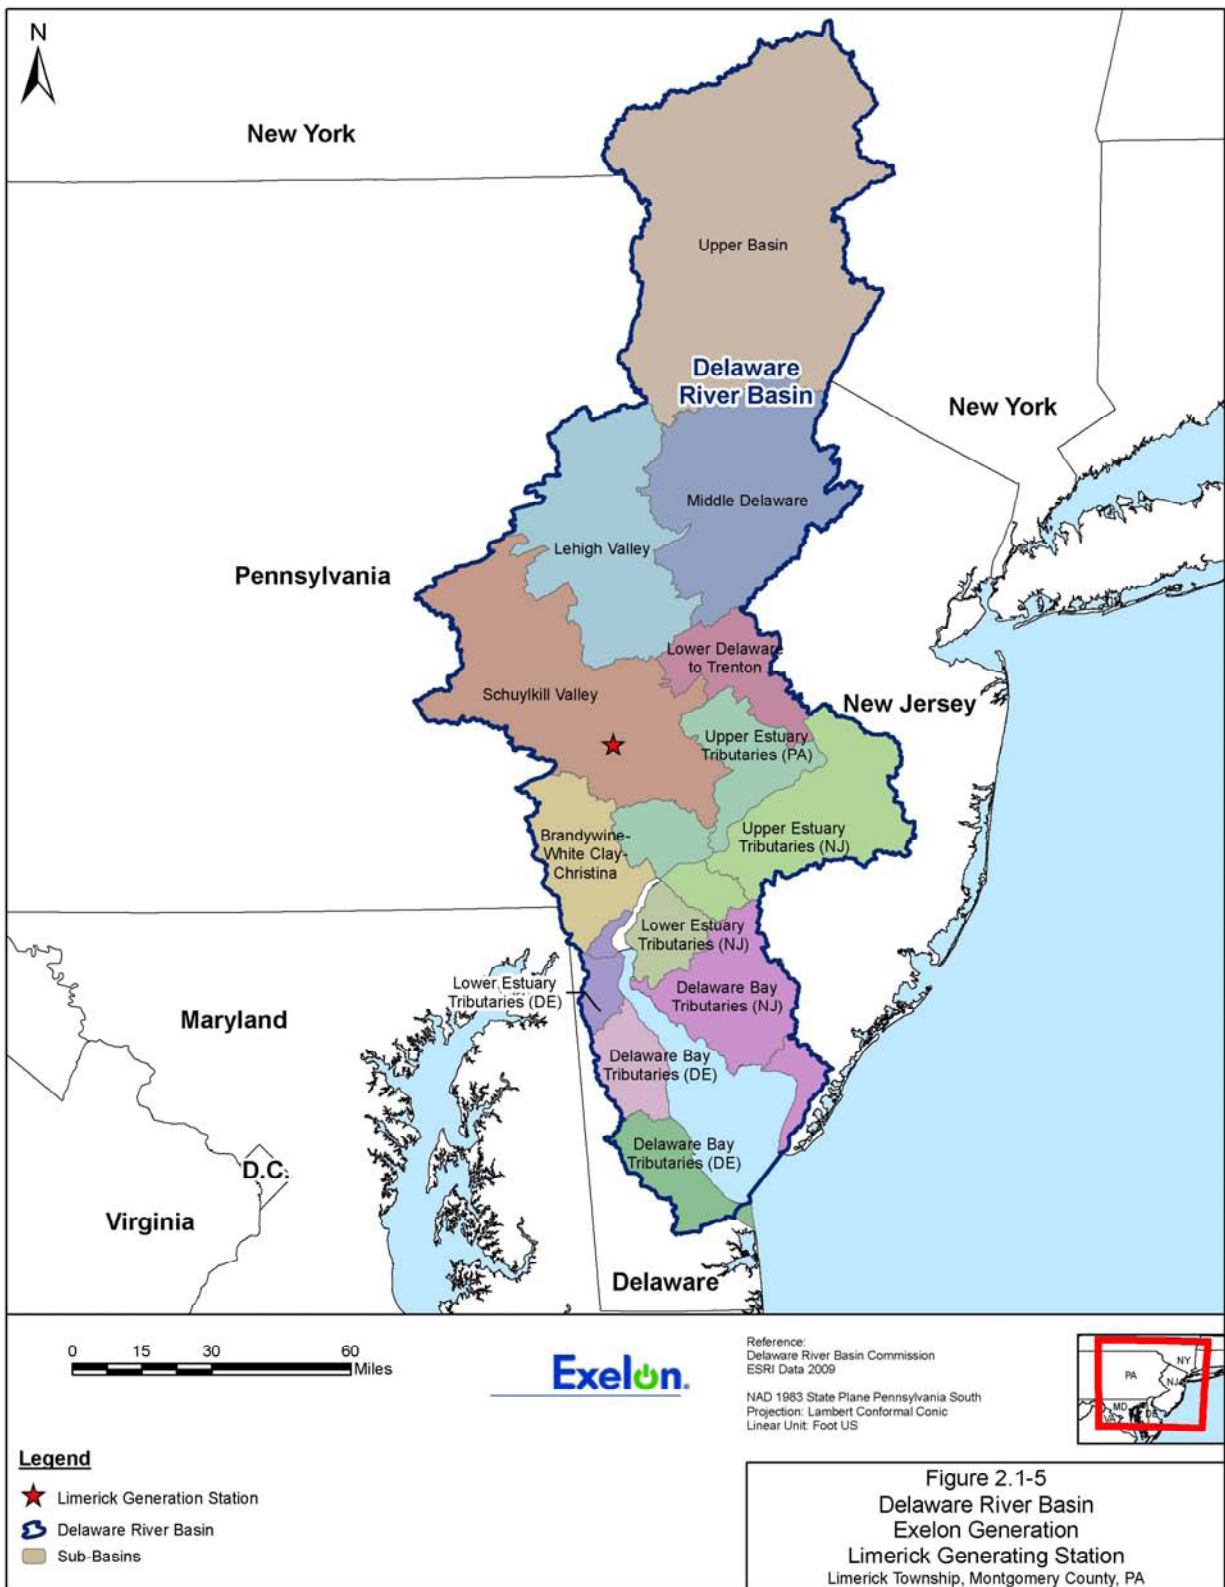 N
New York
Upper Basin
Delaware
River Basin
New York
Middle Delaware
Lehigh Valley
Pennsylvania
Lower Delaware
to Trenton
Schuylkill Valley
New Jersey
Upper Estuary
Tributaries (PA)
Upper Estuary
Tributaries (NJ)
Brandywine-
White Clay-
Christina
Lower Estuary
Tributaries (NJ)
Lower Estuary
Tributaries (DE)
Delaware Bay
Tributaries (NJ)
Maryland
Delaware Bay
Tributaries (DE)
Delaware Bay
Tributaries (DE)
D.C.
Virginia
Delaware
0 15 30 60
Miles
Exelon.
Reference:
Delaware River Basin Commission
ESRI Data 2009
NAD 1983 State Plane Pennsylvania South
Projection: Lambert Conformal Conic
Linear Unit: Foot US
NY
PA
NJ
MD
DE
VA
Legend
Limerick Generation Station
Delaware River Basin
Sub-Basins
Figure 2.1-5
Delaware River Basin
Exelon Generation
Limerick Generating Station
Limerick Township, Montgomery County, PA